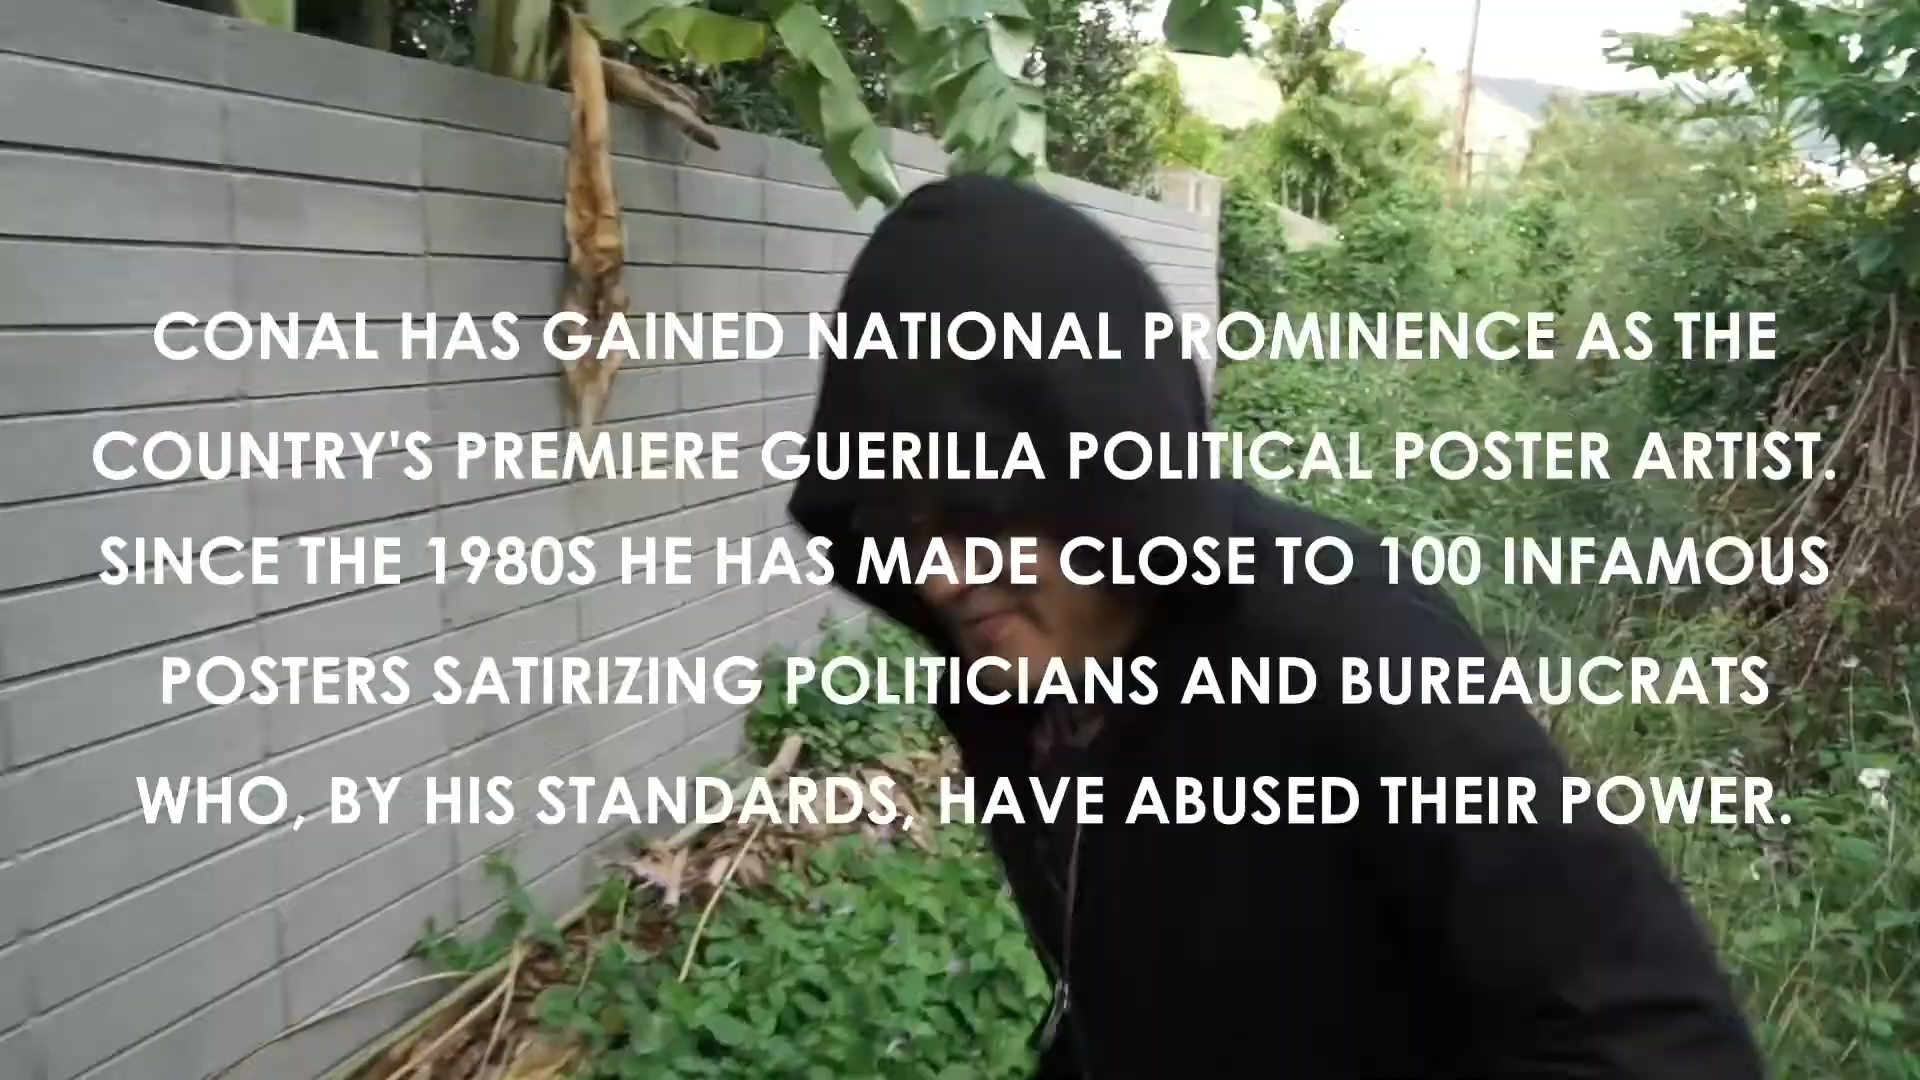 CONAL HAS GAINED NATIONAL PROMINENCE AS THE
COUNTRY'S PREMIERE GUERILLA POLITICAL POSTER ARTIST.
SINCE THE 1980S HE HAS MADE CLOSE TO 100 INFAMOUS
POSTERS SATIRIZING POLITICIANS AND BUREAUCRATS
WHO, BY HIS STANDARDS, HAVE ABUSED THEIR POWER.